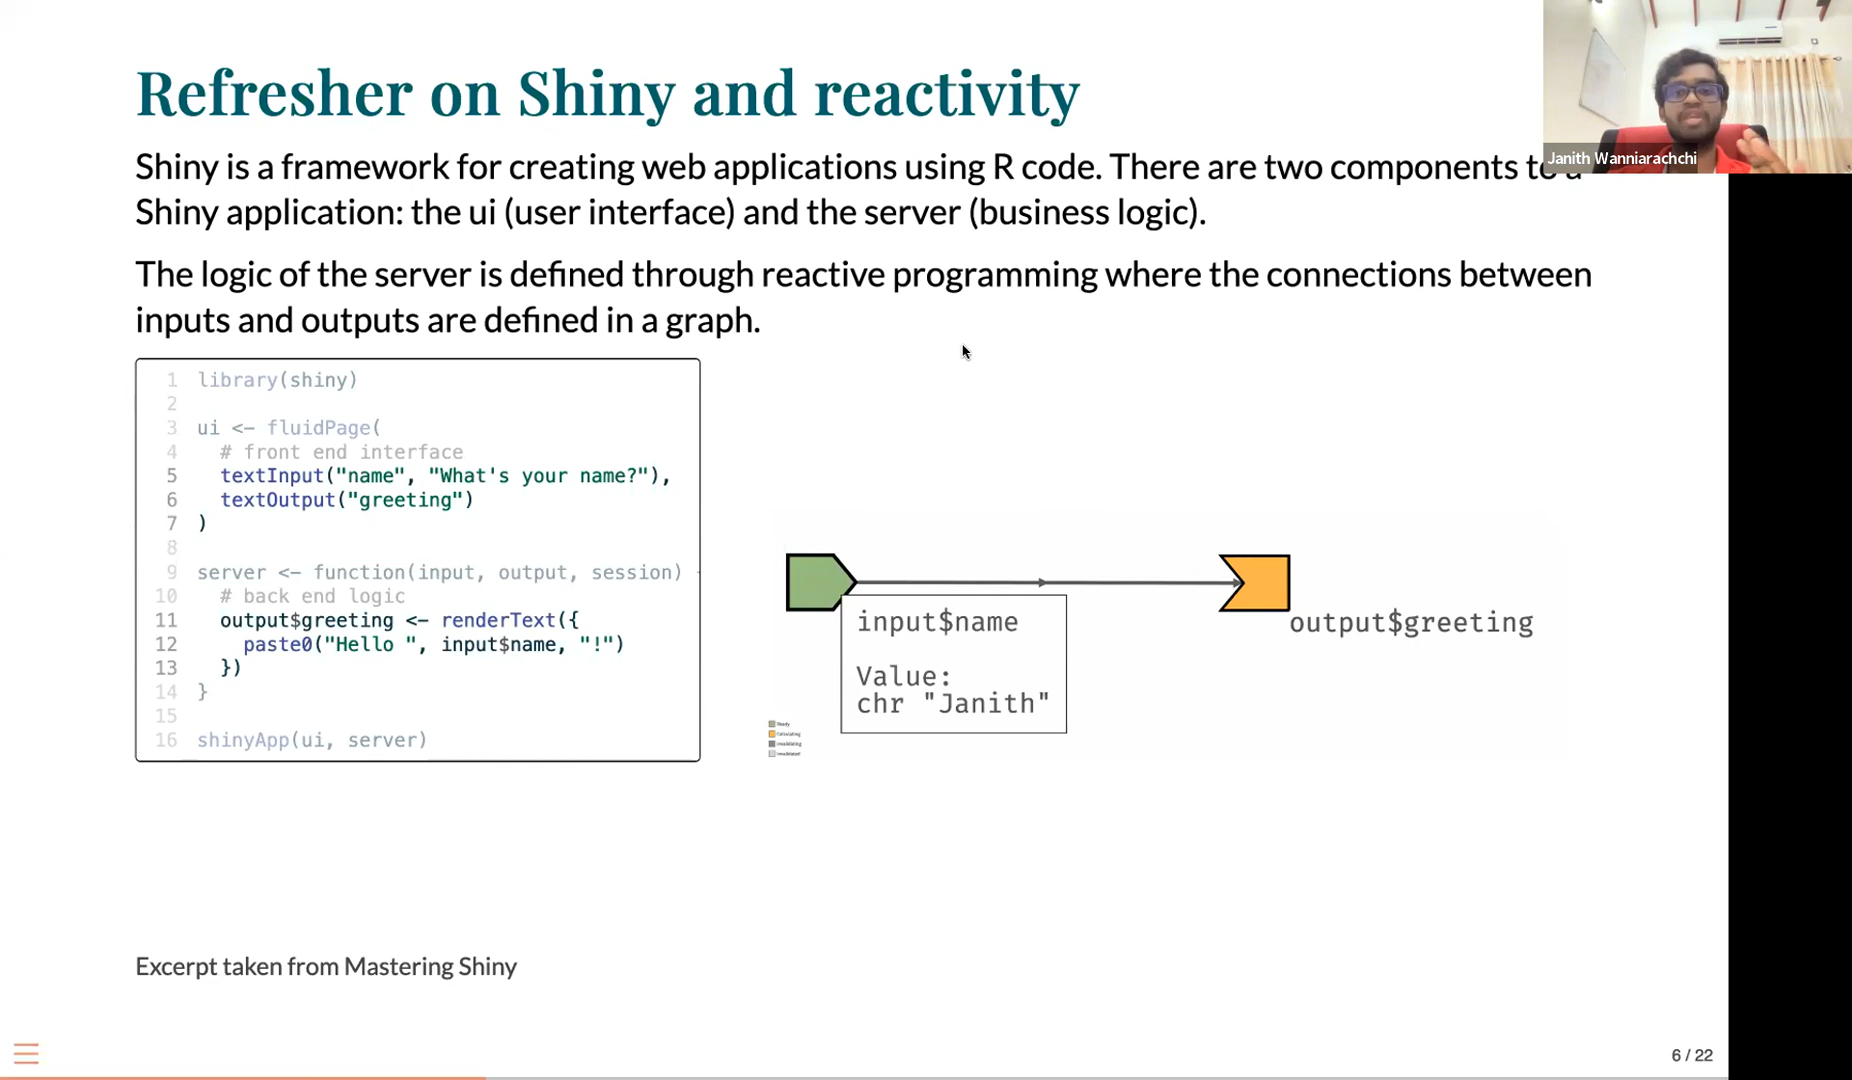 Refresher on Shiny and reactivity
Janith Wanniarachchi
Shiny is a framework for creating web applications using R code. There are two components to a
Shiny application: the ui (user interface) and the server (business logic).
The logic of the server is defined through reactive programming where the connections between
inputs and outputs are defined in a graph.
1 library(shiny)
2
3 ui <- fluidPage(
4 # front end interface
5 textInput("name", "What's your name?"),
6 textOutput("greeting")
7 )
8
9 server <- function(input, output, session)
10 # back end logic
11 output$greeting <- renderText({
12 paste0("Hello ", input$name, "!")
13 })
14 }
15
16 shinyApp(ui, server)
input$name
Value:
chr "Janith"
output$greeting
Ready
Calculating
Invalidating
Invalidated
Excerpt taken from Mastering Shiny
6 / 22